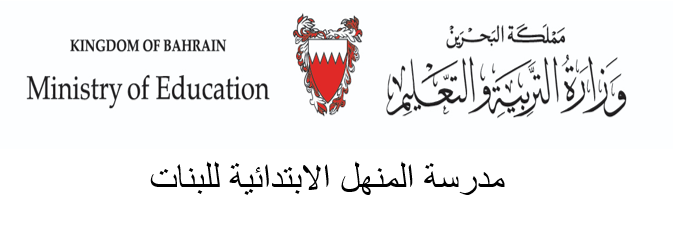 KINGDOM OF BAHRAIN
Ministry of Education
مملكة البحرين
وزارة التربية والتعليم
مدرسة المنهل الابتدائية للبنات